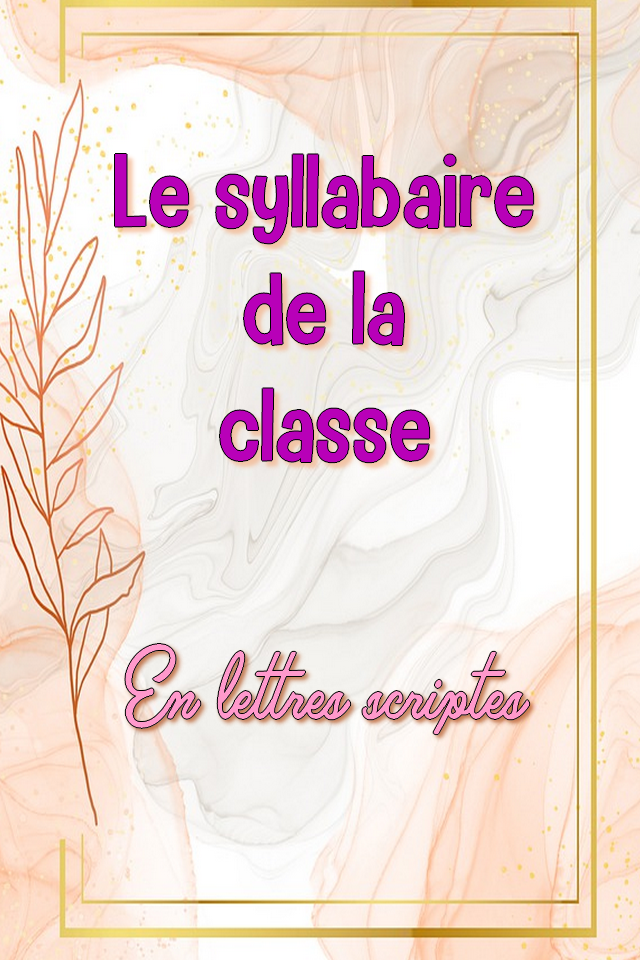 Le syllabaire
de la
classe
En lettres scriptes